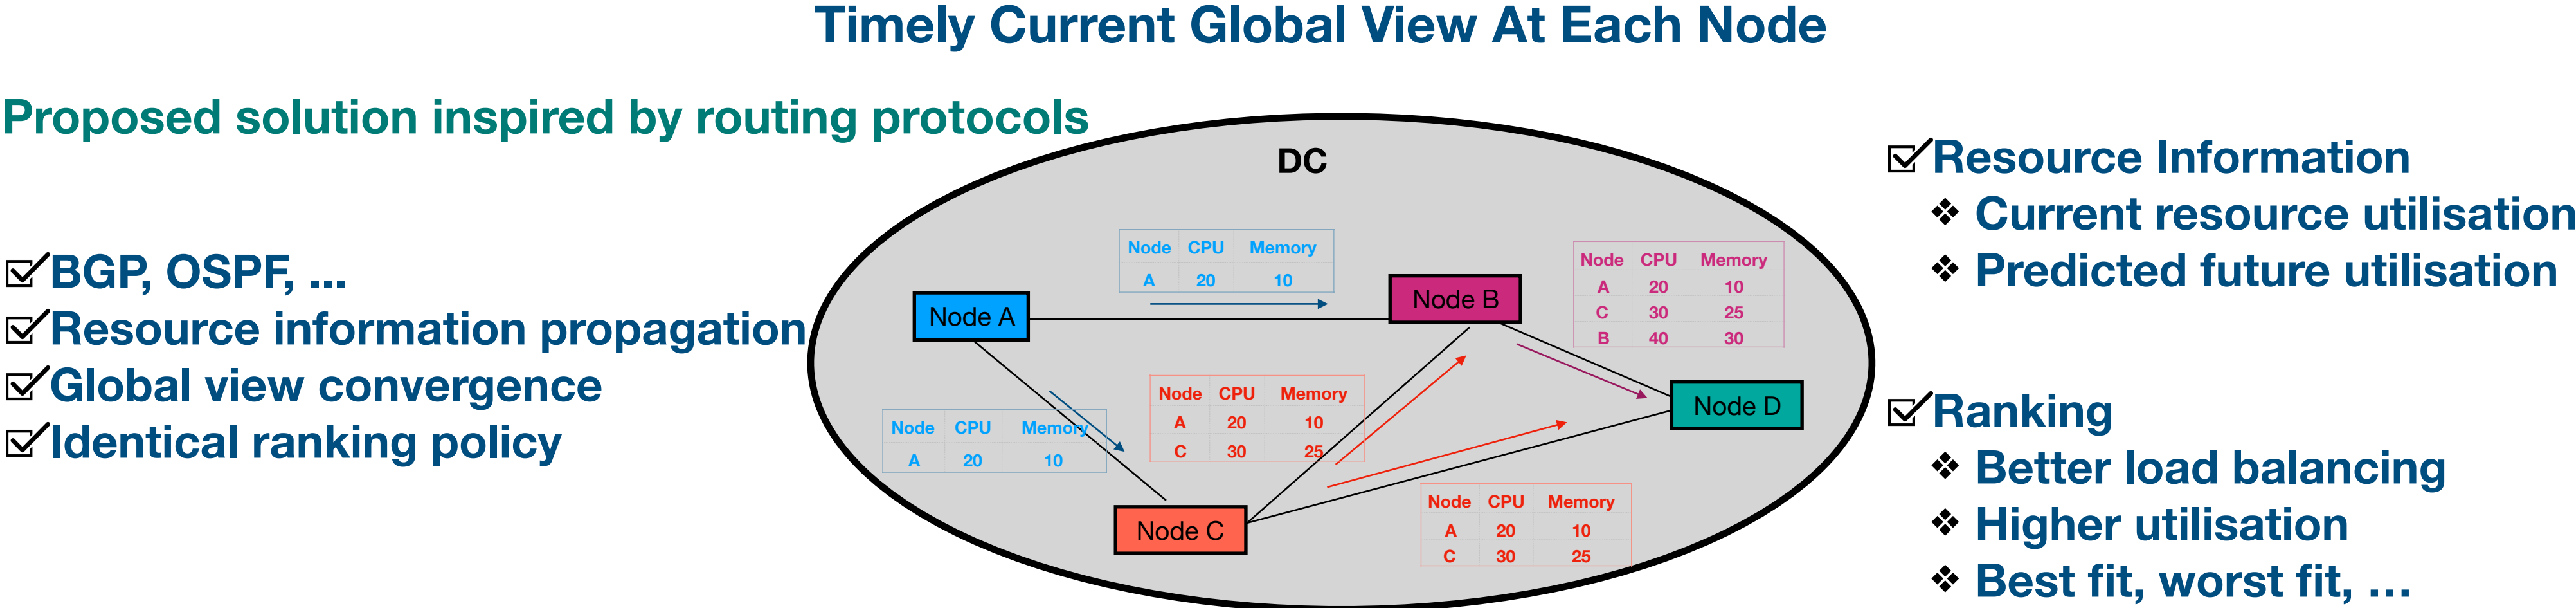 Timely Current Global View At Each Node
Proposed solution inspired by routing protocols
BGP, OSPF, ...
Resource information propagation
Global view convergence
Identical ranking policy
DC
Node CPU Memory
A 20 10
Node A
Node B
Node CPU Memory
A 20 10
C 30 25
B 40 30
Node CPU Memory
A 20 10
Node CPU Memory
A 20 10
C 30 25
Node D
Node C
Node CPU Memory
A 20 10
C 30 25
Resource Information
Current resource utilisation
Predicted future utilisation
Ranking
Better load balancing
Higher utilisation
Best fit, worst fit, …